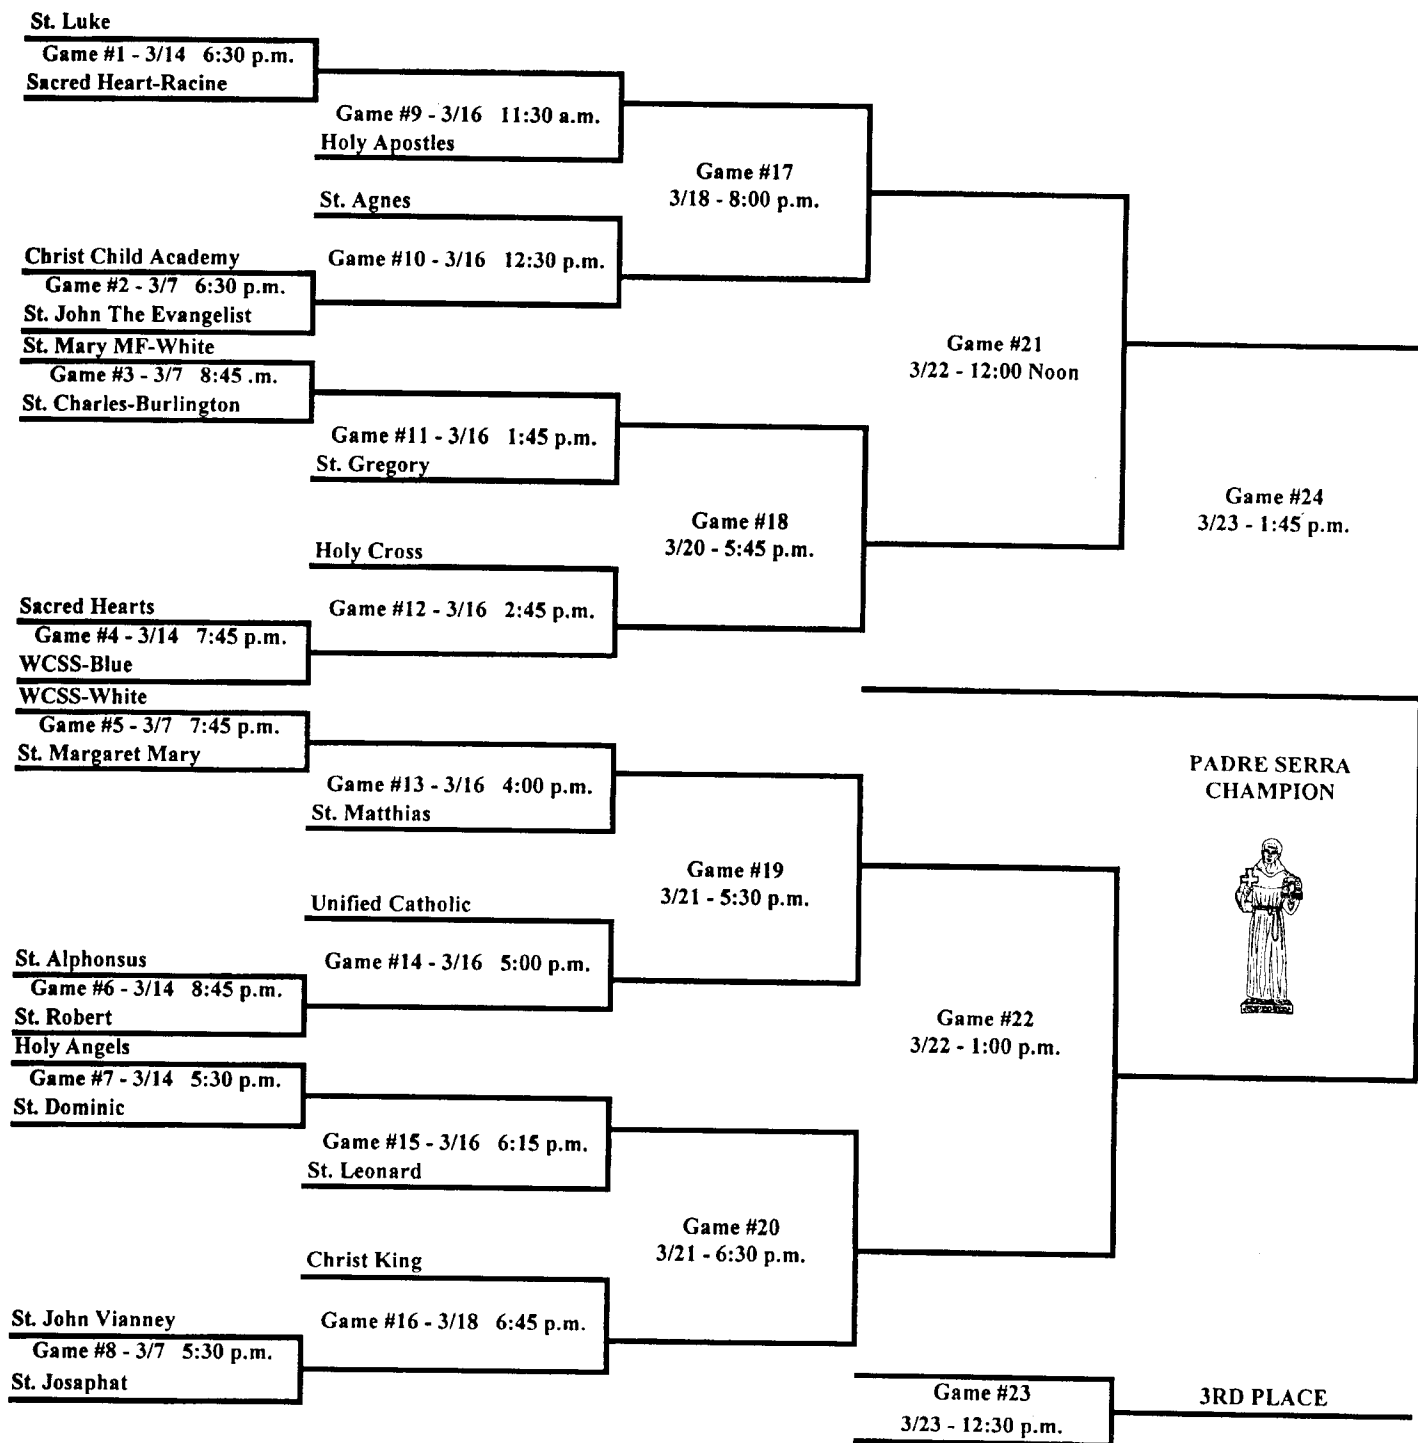 St. Luke
Game #1 - 3/14 6:30 p.m.
Sacred Heart-Racine
Game #9 - 3/16 11:30 a.m.
Holy Apostles
Game #17
3/18 - 8:00 p.m.
St. Agnes
Game #10 - 3/16 12:30 p.m.
Christ Child Academy
Game #2 - 3/7 6:30 p.m.
St. John The Evangelist
St. Mary MF-White
Game #3 - 3/7 8:45 .m.
St. Charles-Burlington
Game #21
3/22 - 12:00 Noon
Game #11 - 3/16 1:45 p.m.
St. Gregory
Game #18
3/20 - 5:45 p.m.
Game #24
3/23 - 1:45 p.m.
Holy Cross
Game #12 - 3/16 2:45 p.m.
Sacred Hearts
Game #4 - 3/14 7:45 p.m.
WCSS-Blue
WCSS-White
Game #5 - 3/7 7:45 p.m.
St. Margaret Mary
Game #13 - 3/16 4:00 p.m.
St. Matthias
PADRE SERRA
CHAMPION
Game #19
3/21 - 5:30 p.m.
Unified Catholic
Game #14 - 3/16 5:00 p.m.
St. Alphonsus
Game #6 - 3/14 8:45 p.m.
St. Robert
Holy Angels
Game #7 - 3/14 5:30 p.m.
St. Dominic
Game #22
3/22 - 1:00 p.m.
Game #15 - 3/16 6:15 p.m.
St. Leonard
Game #20
3/21 - 6:30 p.m.
Christ King
Game #16 - 3/18 6:45 p.m.
St. John Vianney
Game #8 - 3/7 5:30 p.m.
St. Josaphat
Game #23
3/23 - 12:30 p.m.
3RD PLACE